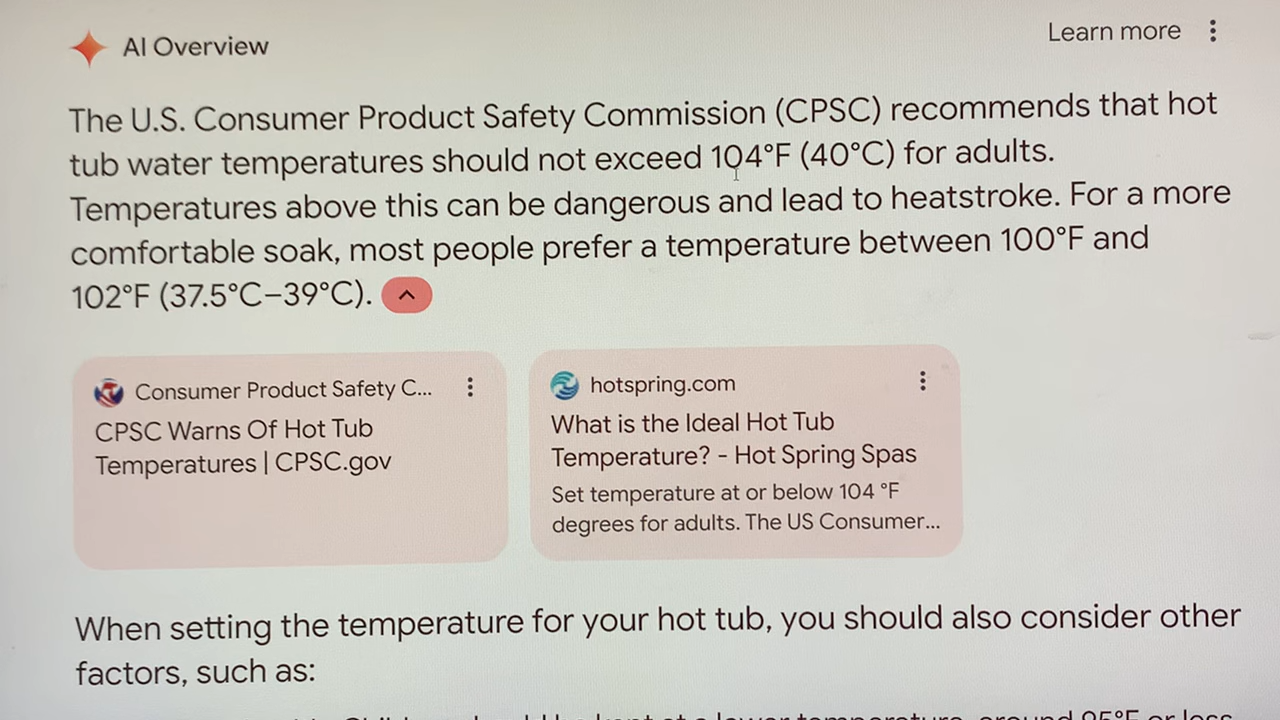 AI Overview
Learn more
The U.S. Consumer Product Safety Commission (CPSC) recommends that hot
tub water temperatures should not exceed 104°F (40°C) for adults.
Temperatures above this can be dangerous and lead to heatstroke. For a more
comfortable soak, most people prefer a temperature between 100°F and
102°F (37.5°C–39°C).
Consumer Product Safety C...
CPSC Warns Of Hot Tub
Temperatures | CPSC.gov
hotspring.com
What is the Ideal Hot Tub
Temperature? - Hot Spring Spas
Set temperature at or below 104 °F
degrees for adults. The US Consumer...
When setting the temperature for your hot tub, you should also consider other
factors, such as: